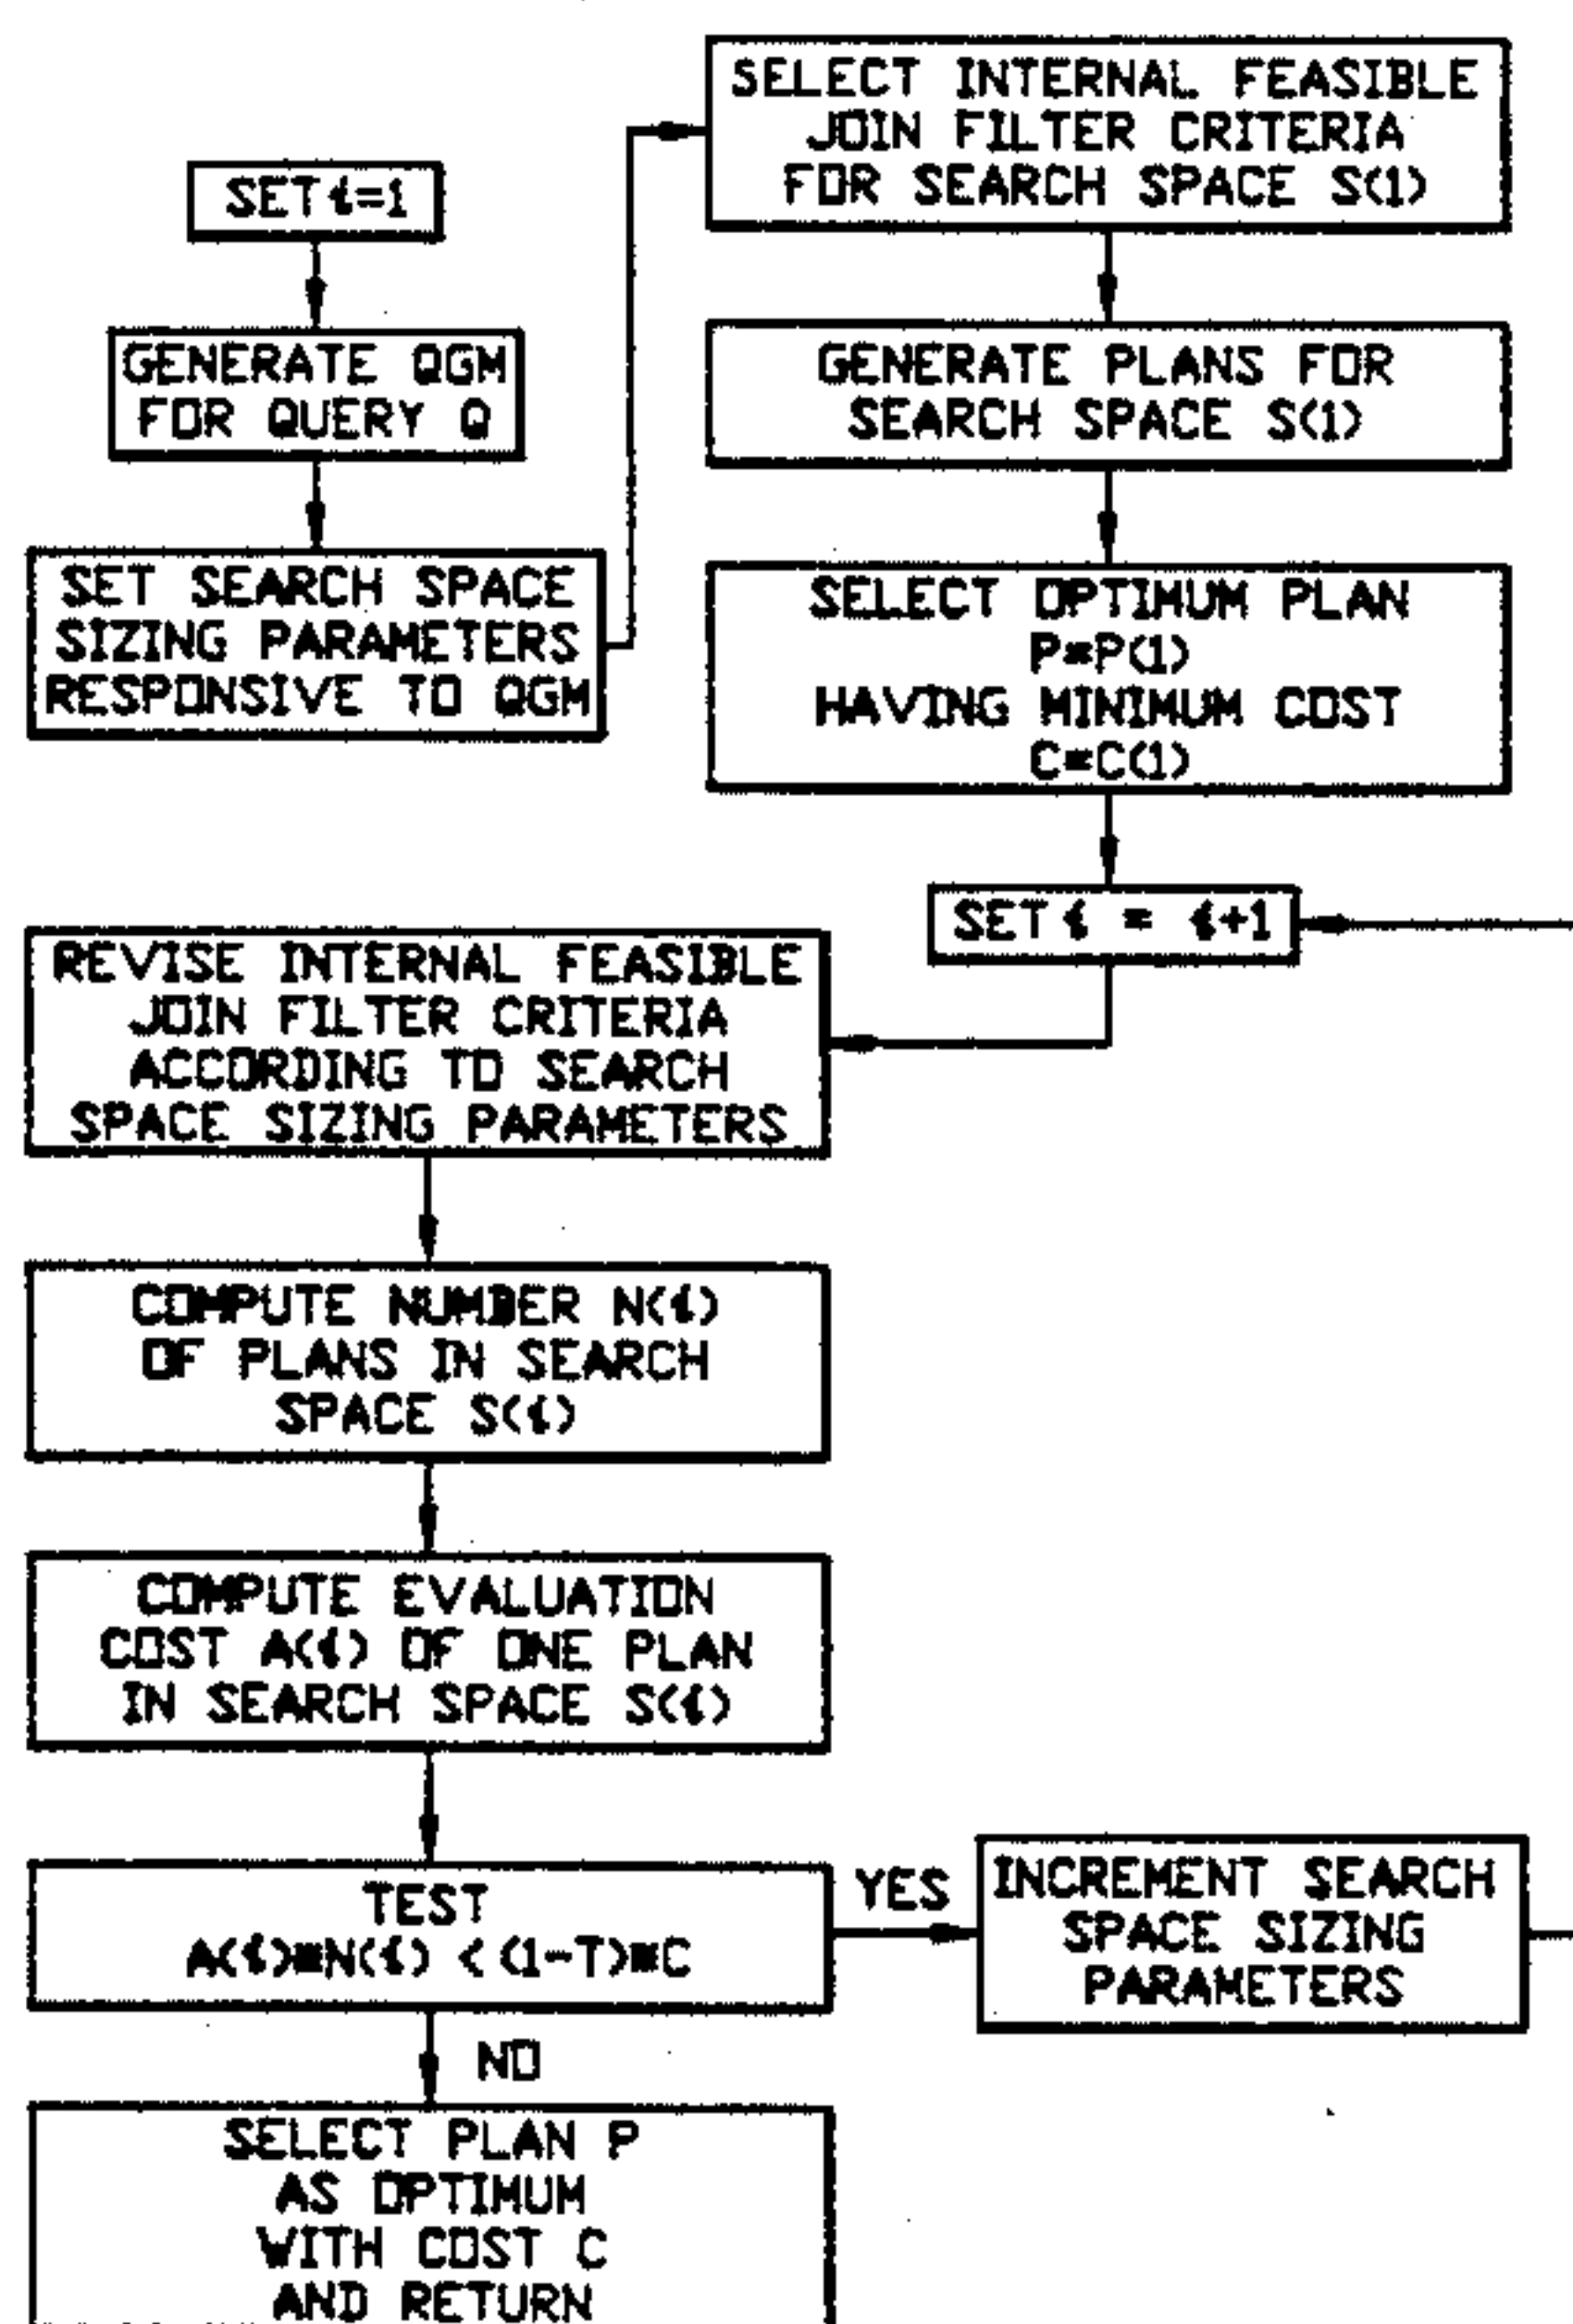 SET i=1
GENERATE QGM
FOR QUERY Q
SET SEARCH SPACE
SIZING PARAMETERS
RESPONSIVE TO QGM
SELECT INTERNAL FEASIBLE
JOIN FILTER CRITERIA
FOR SEARCH SPACE S(1)
GENERATE PLANS FOR
SEARCH SPACE S(1)
SELECT OPTIMUM PLAN
P=P(1)
HAVING MINIMUM COST
C=C(1)
SET i = i+1
REVISE INTERNAL FEASIBLE
JOIN FILTER CRITERIA
ACCORDING TO SEARCH
SPACE SIZING PARAMETERS
COMPUTE NUMBER N(i)
OF PLANS IN SEARCH
SPACE S(i)
COMPUTE EVALUATION
COST A(i) OF ONE PLAN
IN SEARCH SPACE S(i)
TEST
A(i)*N(i) < (1-T)*C
YES
INCREMENT SEARCH
SPACE SIZING
PARAMETERS
NO
SELECT PLAN P
AS OPTIMUM
WITH COST C
AND RETURN